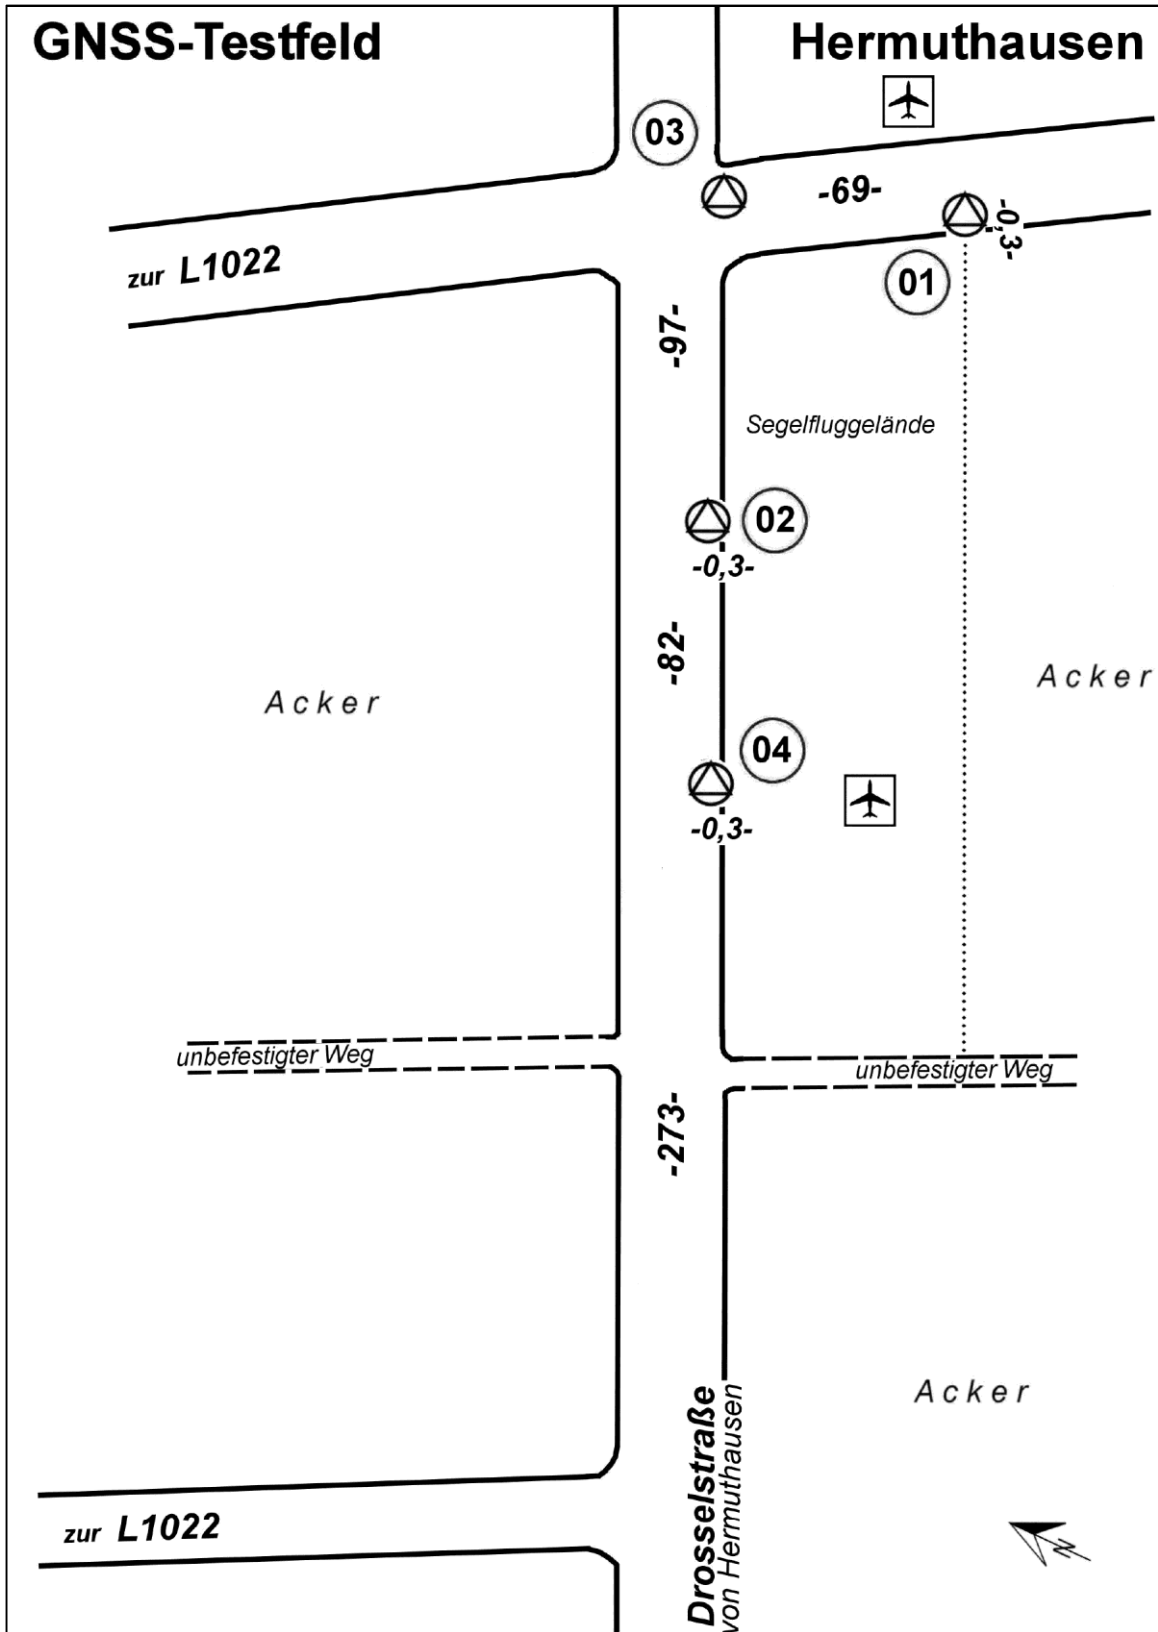 GNSS-Testfeld
Hermuthausen
03
-69-
-0,3-
zur L1022
01
-97-
Segelfluggelände
02
-0,3-
-82-
Acker
Acker
04
-0,3-
unbefestigter Weg
unbefestigter Weg
-273-
Acker
Drosselstraße
von Hermuthausen
zur L1022
N